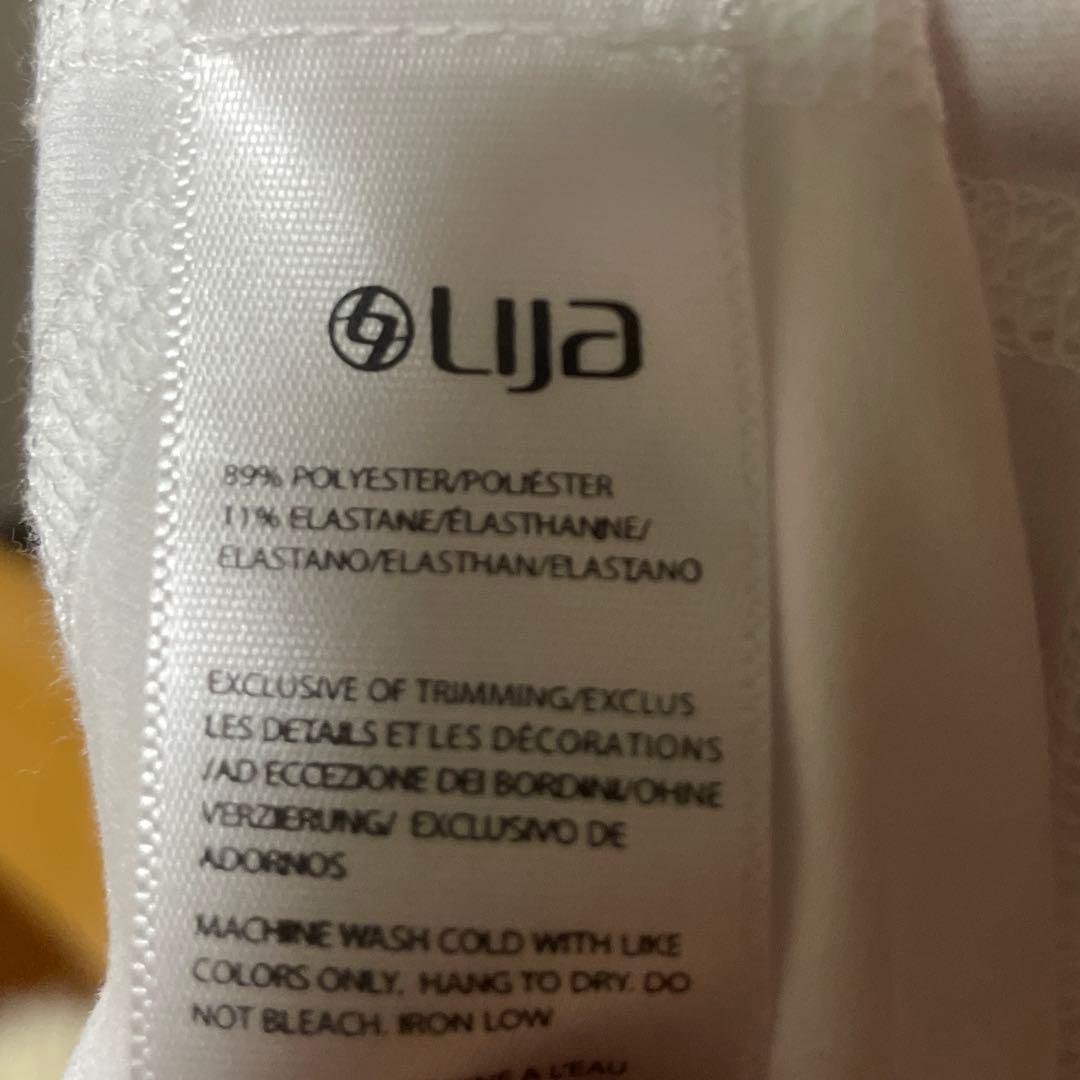 Lija
89% POLYESTER/POLIÉSTER
11% ELASTANE/ÉLASTHANNE/
ELASTANO/ELASTHAN/ELASTANO
EXCLUSIVE OF TRIMMING/EXCLUS
LES DETAILS ET LES DÉCORATIONS
/AD ECCEZIONE DEI BORDINI/OHNE
VERZIERUNG/ EXCLUSIVO DE
ADORNOS
MACHINE WASH COLD WITH LIKE
COLORS ONLY. HANG TO DRY. DO
NOT BLEACH. IRON LOW
A L'EAU